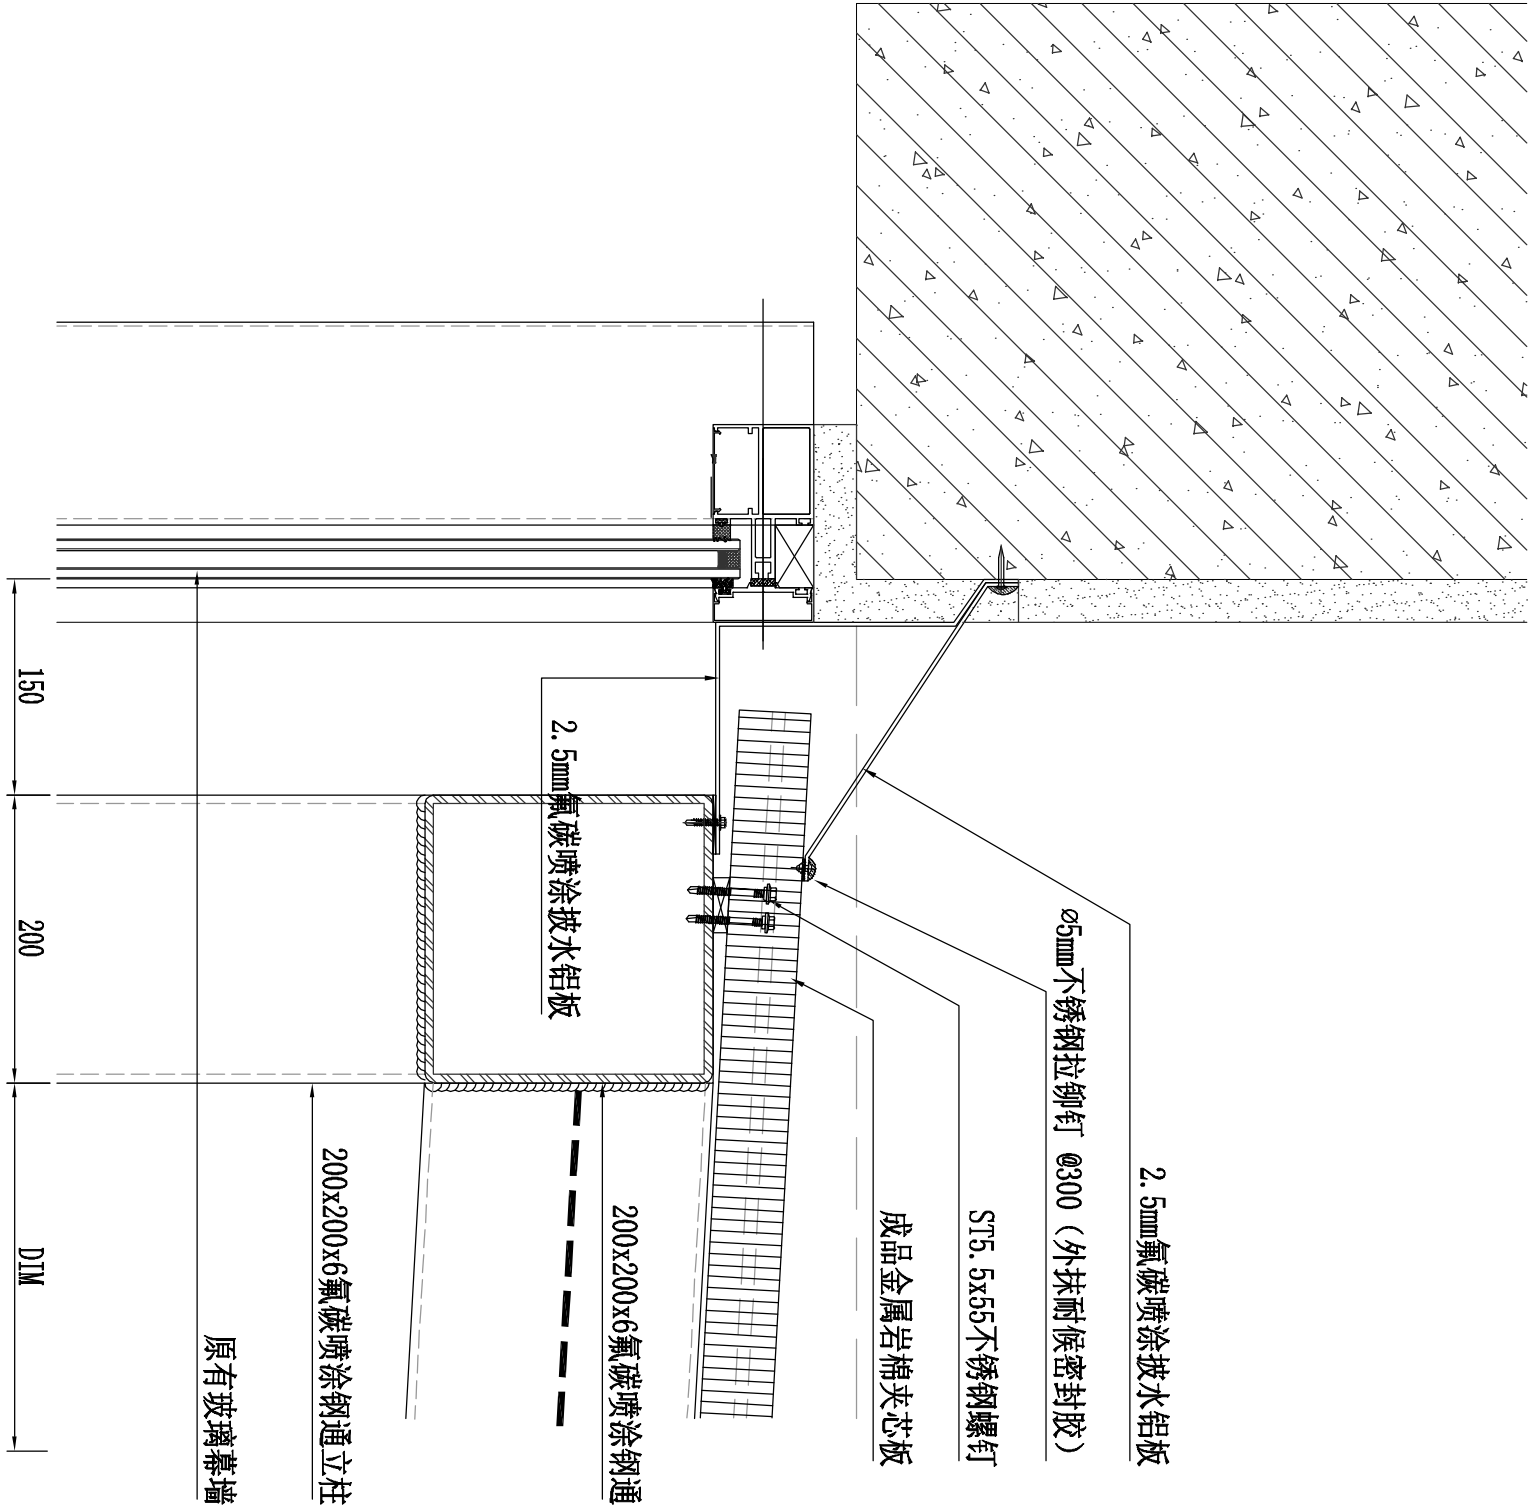 2.5mm氟碳喷涂披水铝板
ø5mm不锈钢拉铆钉 @300（外抹耐候密封胶）
ST5.5x55不锈钢螺钉
成品金属岩棉夹芯板
200x200x6氟碳喷涂钢通
2.5mm氟碳喷涂披水铝板
200x200x6氟碳喷涂钢通立柱
原有玻璃幕墙
150
200
DIM